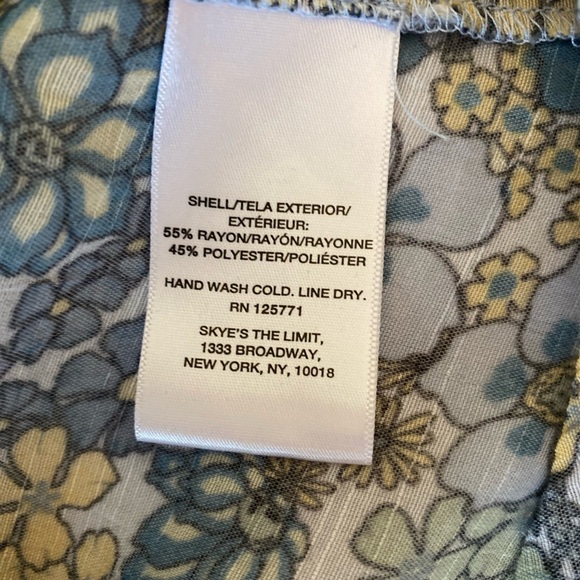 SHELL/TELA EXTERIOR/
EXTÉRIEUR:
55% RAYON/RAYÓN/RAYONNE
45% POLYESTER/POLIÉSTER
HAND WASH COLD. LINE DRY.
RN 125771
SKYE'S THE LIMIT,
1333 BROADWAY,
NEW YORK, NY, 10018